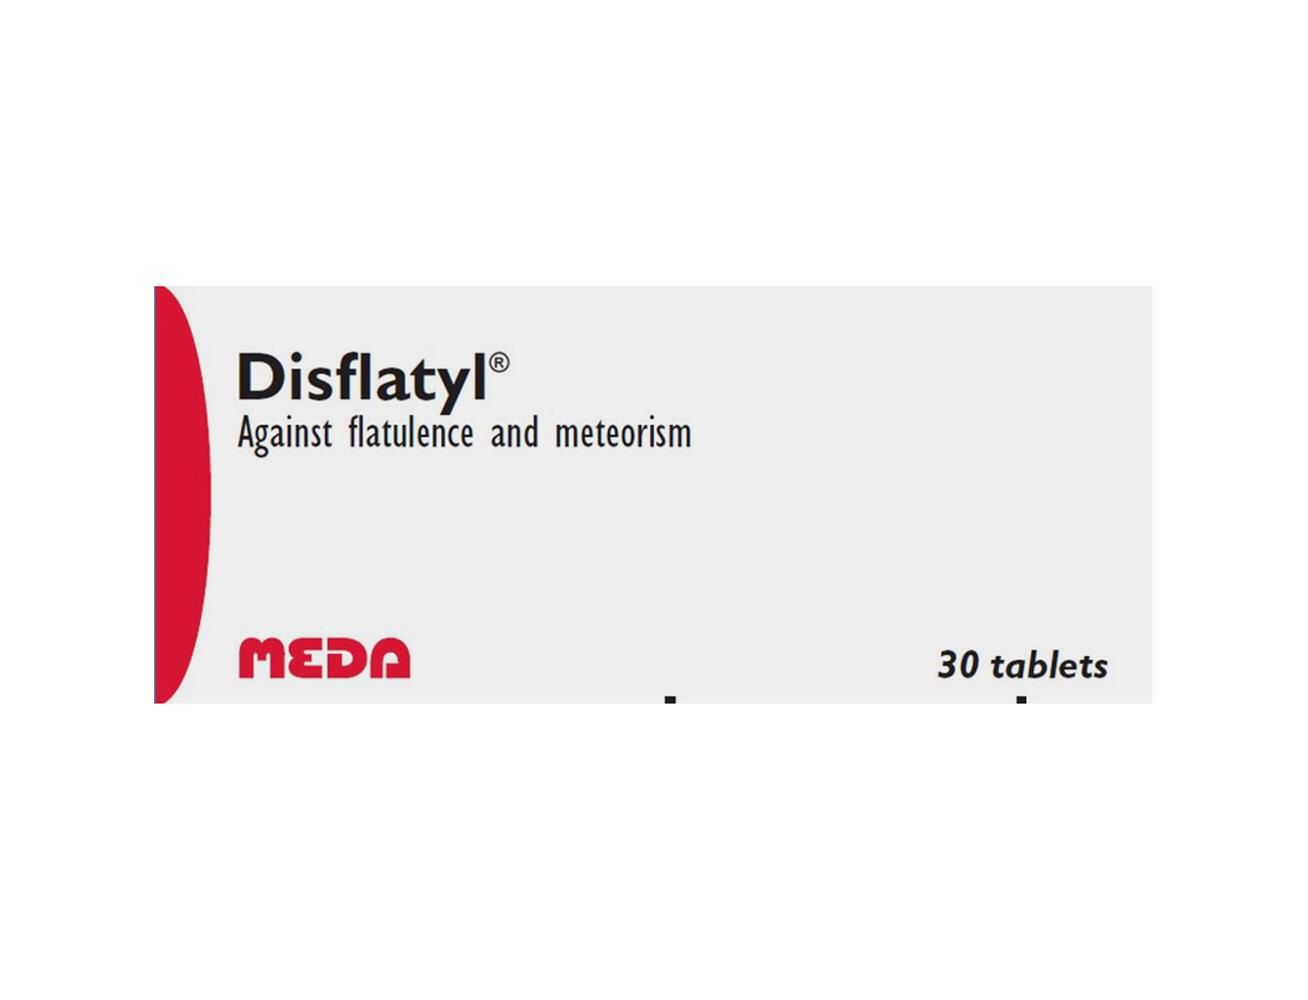 Disflatyl®
Against flatulence and meteorism
MEDA
30 tablets